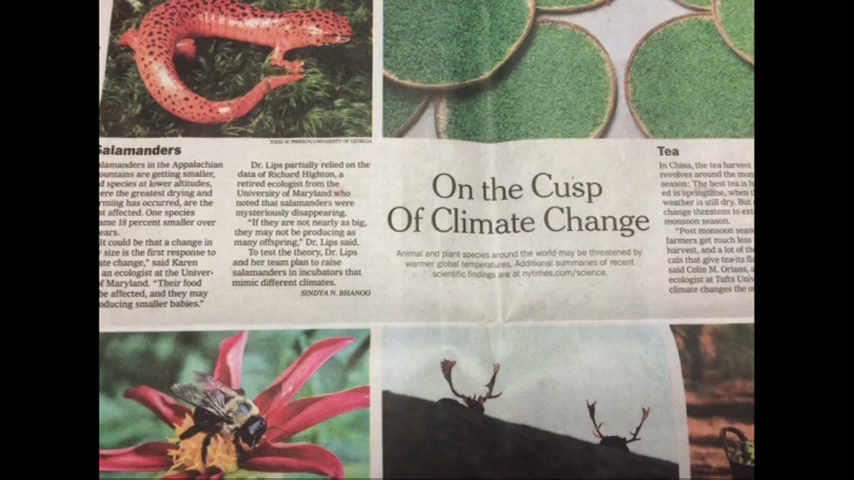 TODD W. PIERSON/UNIVERSITY OF GEORGIA
Salamanders
alamanders in the Appalachian
ountains are getting smaller,
d species at lower altitudes,
ere the greatest drying and
rming has occurred, are the
st affected. One species
ame 18 percent smaller over
ears.
It could be that a change in
size is the first response to
ate change,” said Karen
an ecologist at the Univer-
f Maryland. “Their food
be affected, and they may
oducing smaller babies.”
Dr. Lips partially relied on the
data of Richard Highton, a
retired ecologist from the
University of Maryland who
noted that salamanders were
mysteriously disappearing.
“If they are not nearly as big,
they may not be producing as
many offspring,” Dr. Lips said.
To test the theory, Dr. Lips
and her team plan to raise
salamanders in incubators that
mimic different climates.
SINDYA N. BHANOO
On the Cusp
Of Climate Change
Animal and plant species around the world may be threatened by
warmer global temperatures. Additional summaries of recent
scientific findings are at nytimes.com/science.
Tea
In China, the tea harvest
revolves around the mon
season: The best tea is h
ed in springtime, when t
weather is still dry. But
change threatens to ext
monsoon season.
“Post monsoon seas
farmers get much less
harvest, and a lot of the
cals that give tea its fl
said Colin M. Orians, a
ecologist at Tufts Univ
climate changes the o